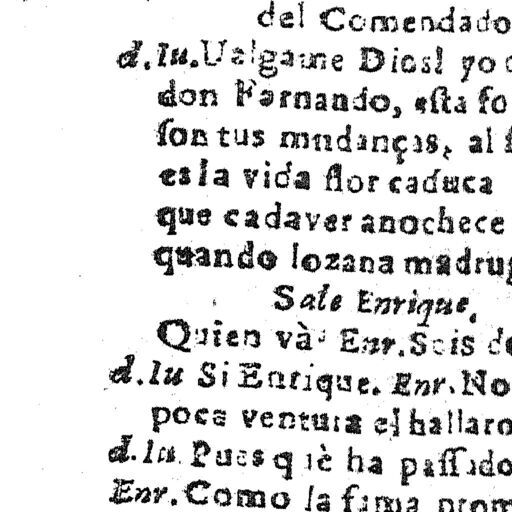 del Comendado
d.Iu. Ualgame Dios! yo
don Fernando, esta fo
son tus mudanças, al
es la vida flor caduca
que cadaver anochece
quando lozana madrug
Sale Enrique.
Quien và? Enr. Sois de
d.Iu Si Enrique. Enr. No
poca ventura el hallaro
d.Iu. Pues què ha passado
Enr. Como la fama prom